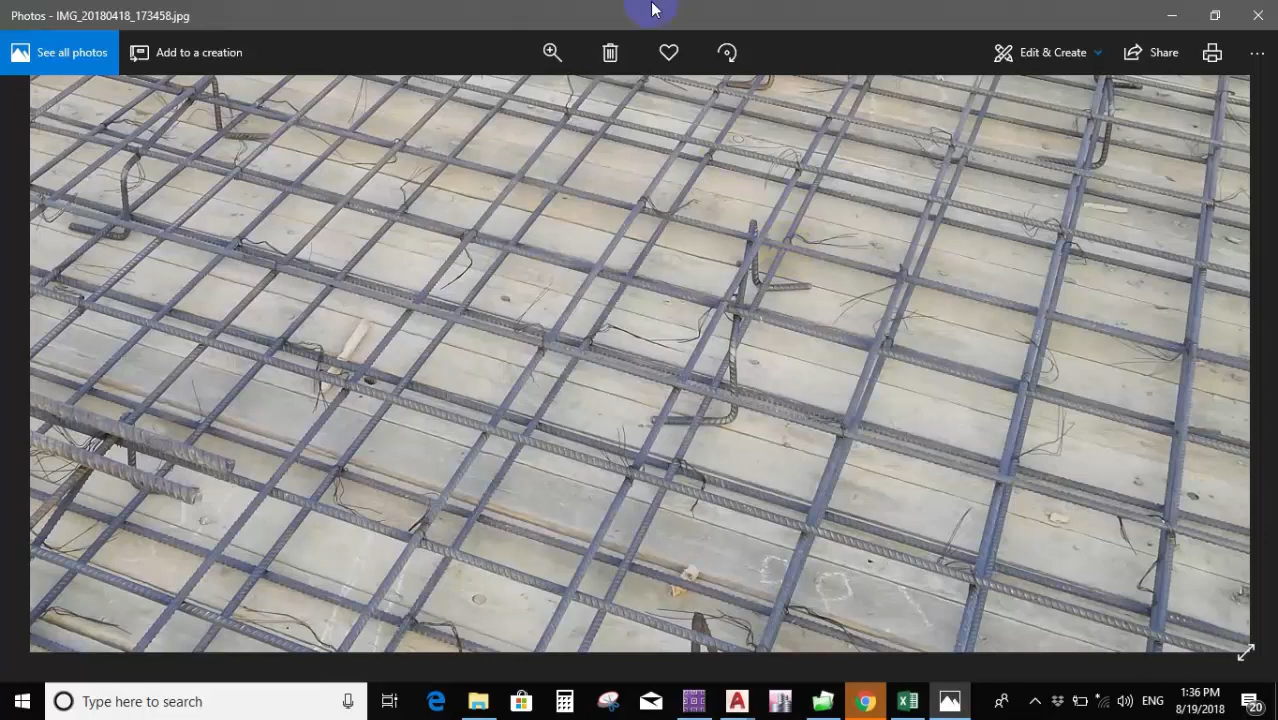 Photos - IMG_20180418_173458.jpg
See all photos
Add to a creation
Edit & Create
Share
Type here to search
ENG
1:36 PM
8/19/2018
20